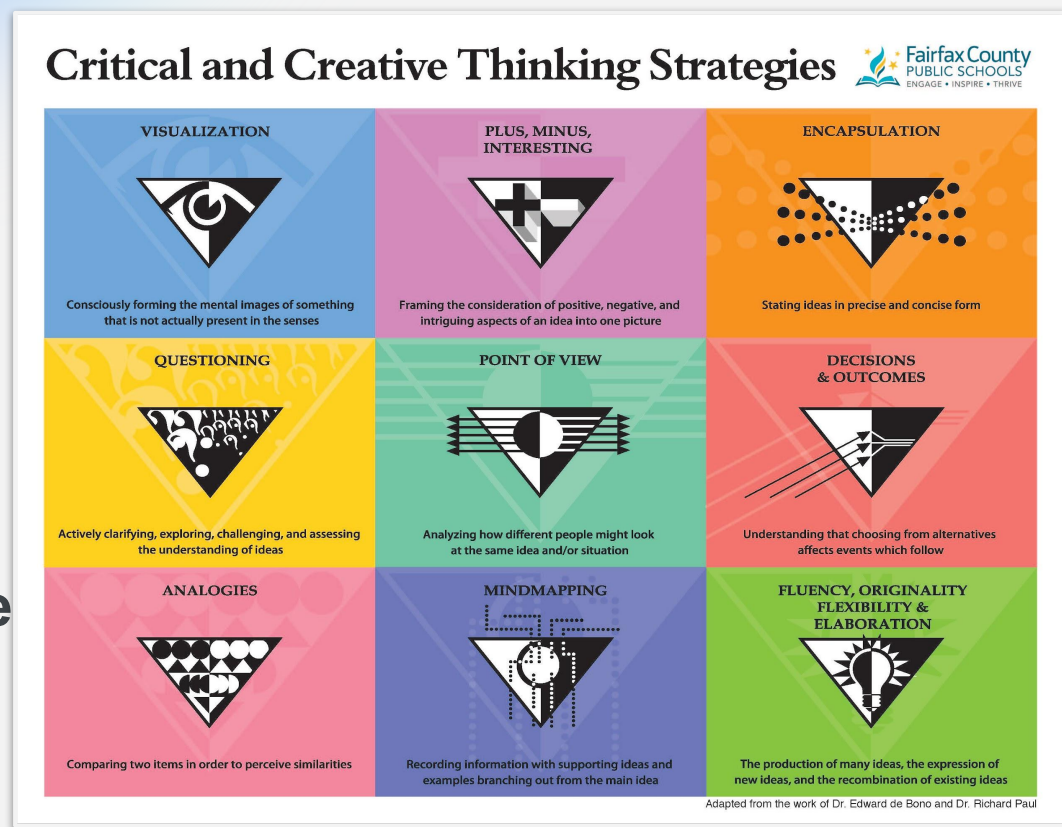 Critical and Creative Thinking Strategies
Fairfax County
PUBLIC SCHOOLS
ENGAGE • INSPIRE • THRIVE
VISUALIZATION
Consciously forming the mental images of something
that is not actually present in the senses
PLUS, MINUS,
INTERESTING
Framing the consideration of positive, negative, and
intriguing aspects of an idea into one picture
ENCAPSULATION
Stating ideas in precise and concise form
QUESTIONING
Actively clarifying, exploring, challenging, and assessing
the understanding of ideas
POINT OF VIEW
Analyzing how different people might look
at the same idea and/or situation
DECISIONS
& OUTCOMES
Understanding that choosing from alternatives
affects events which follow
e
ANALOGIES
Comparing two items in order to perceive similarities
MINDMAPPING
Recording information with supporting ideas and
examples branching out from the main idea
FLUENCY, ORIGINALITY
FLEXIBILITY &
ELABORATION
The production of many ideas, the expression of
new ideas, and the recombination of existing ideas
Adapted from the work of Dr. Edward de Bono and Dr. Richard Paul